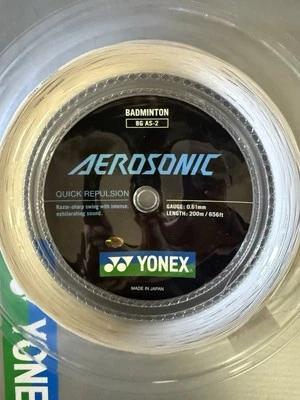 BADMINTON
BG AS-2
AEROSONIC
QUICK REPULSION
Razor-sharp swing with intense,
exhilarating sound.
GAUGE: 0.61mm
LENGTH: 200m/656ft
YONEX
MADE IN JAPAN
YONEX